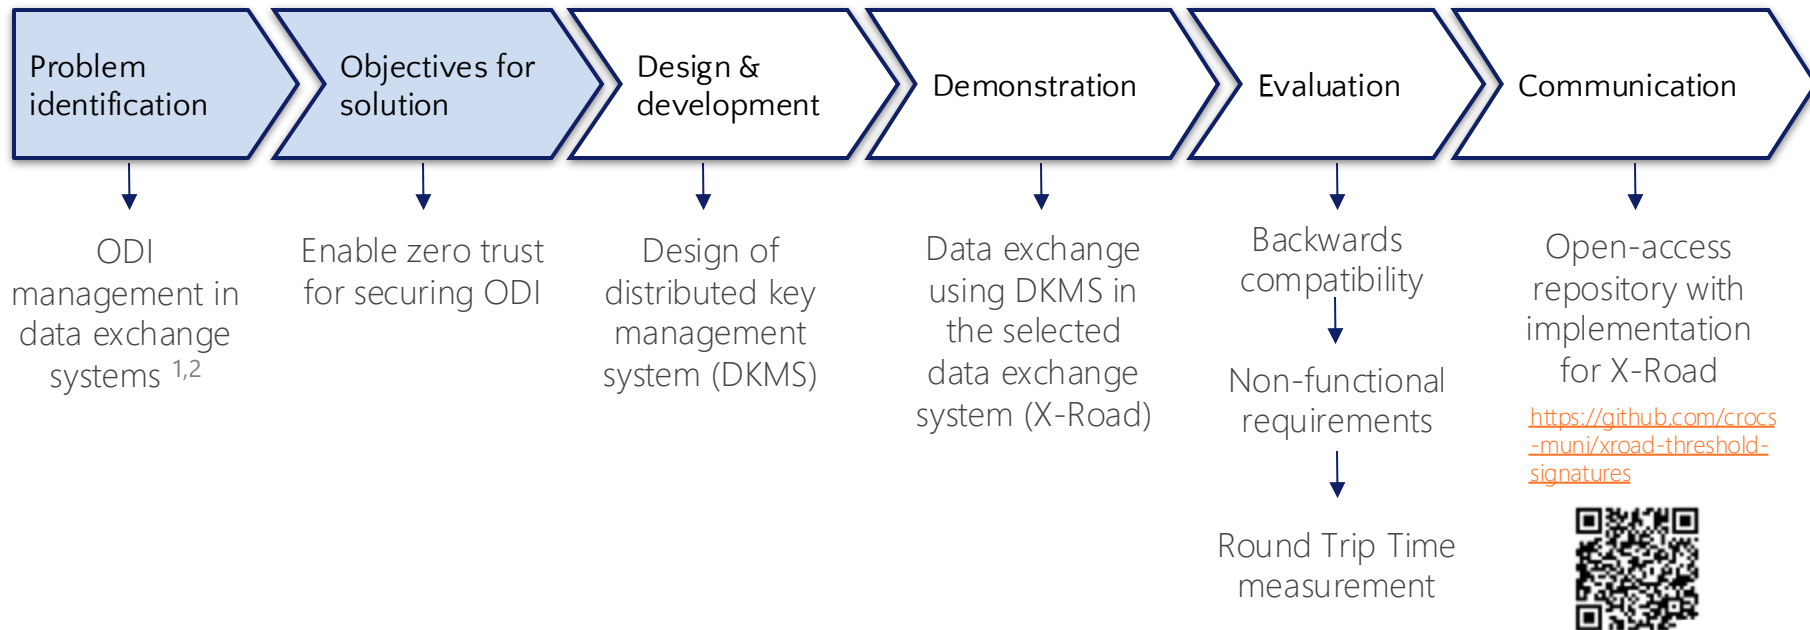 Problem
identification
Objectives for
solution
Design &
development
Demonstration
Evaluation
Communication
ODI
management in
data exchange
systems 1,2
Enable zero trust
for securing ODI
Design of
distributed key
management
system (DKMS)
Data exchange
using DKMS in
the selected
data exchange
system (X-Road)
Backwards
compatibility
Non-functional
requirements
Round Trip Time
measurement
Open-access
repository with
implementation
for X-Road
https://github.com/crocs
-muni/xroad-threshold-
signatures